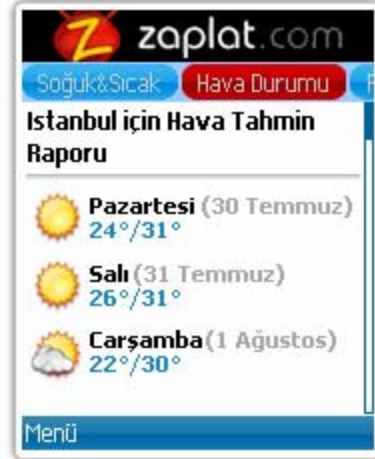 zaplat.com
Soğuk&Sıcak Hava Durumu
Istanbul için Hava Tahmin
Raporu
Pazartesi (30 Temmuz)
24°/31°
Salı (31 Temmuz)
26°/31°
Carşamba (1 Ağustos)
22°/30°
Menü